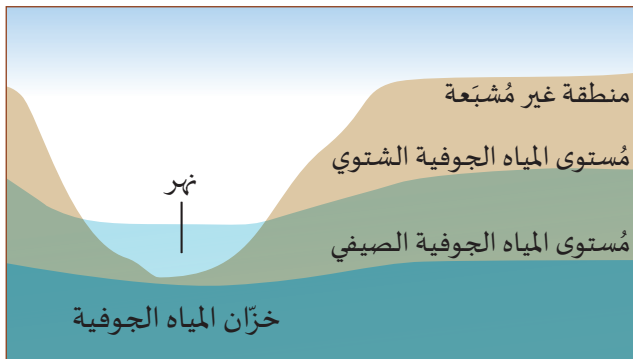 منطقة غير مُشبَعة
مُستوى المياه الجوفية الشتوي
نهر
مُستوى المياه الجوفية الصيفي
خزّان المياه الجوفية